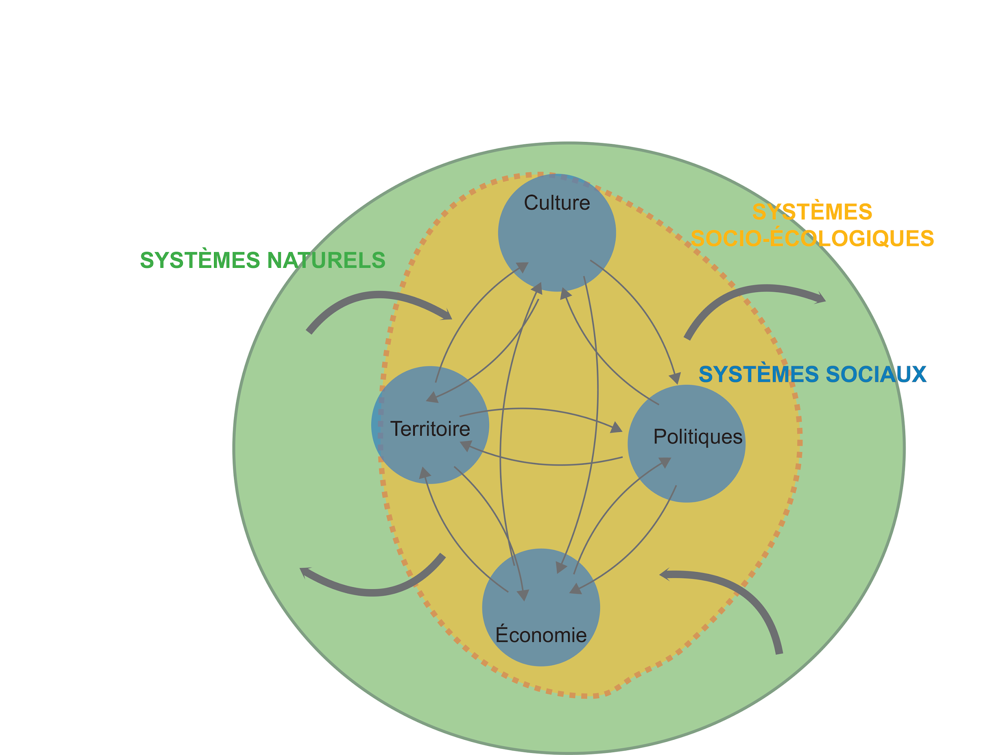 Culture
SYSTÈMES
SOCIO-ÉCOLOGIQUES
SYSTÈMES NATURELS
SYSTÈMES SOCIAUX
Territoire
Politiques
Économie